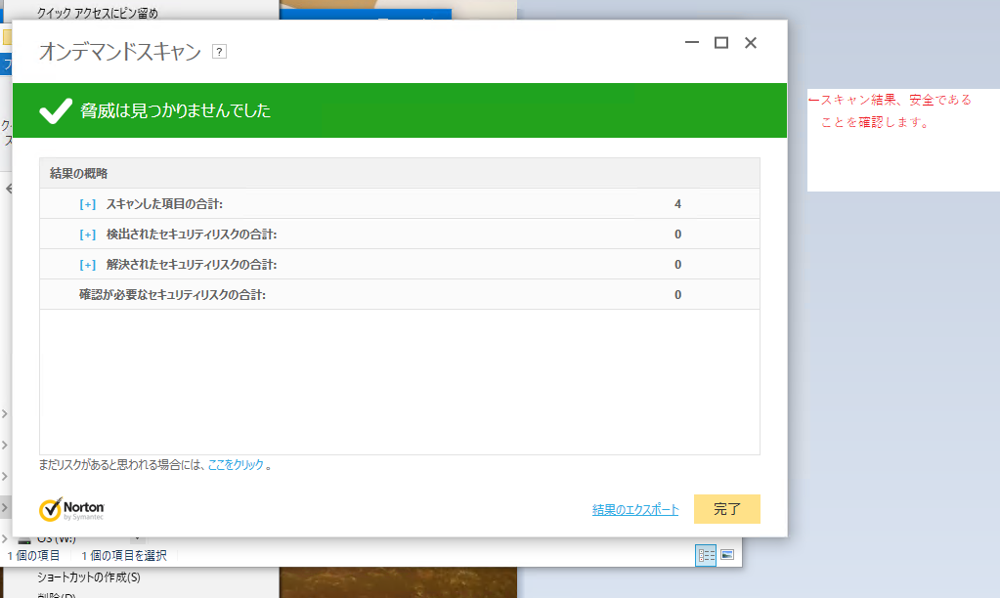 クイック アクセスにピン留め
オンデマンドスキャン ?
脅威は見つかりませんでした
←スキャン結果、安全である
ことを確認します。
結果の概略
[+] スキャンした項目の合計: 4
[+] 検出されたセキュリティリスクの合計: 0
[+] 解決されたセキュリティリスクの合計: 0
確認が必要なセキュリティリスクの合計: 0
まだリスクがあると思われる場合には、ここをクリック 。
Norton
by Symantec
結果のエクスポート
完了
OS (W:)
1 個の項目 1 個の項目を選択
ショートカットの作成(S)
削除(D)